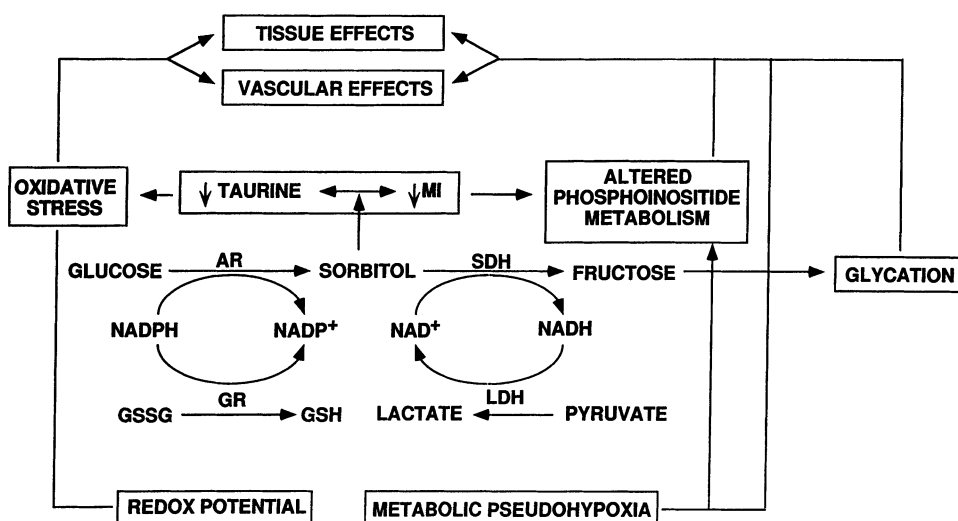 TISSUE EFFECTS
VASCULAR EFFECTS
OXIDATIVE
STRESS
↓ TAURINE ↔ ↓ MI
ALTERED
PHOSPHOINOSITIDE
METABOLISM
GLUCOSE AR SORBITOL SDH FRUCTOSE GLYCATION
NADPH NADP+ NAD+ NADH
GR LDH
GSSG GSH LACTATE PYRUVATE
REDOX POTENTIAL METABOLIC PSEUDOHYPOXIA